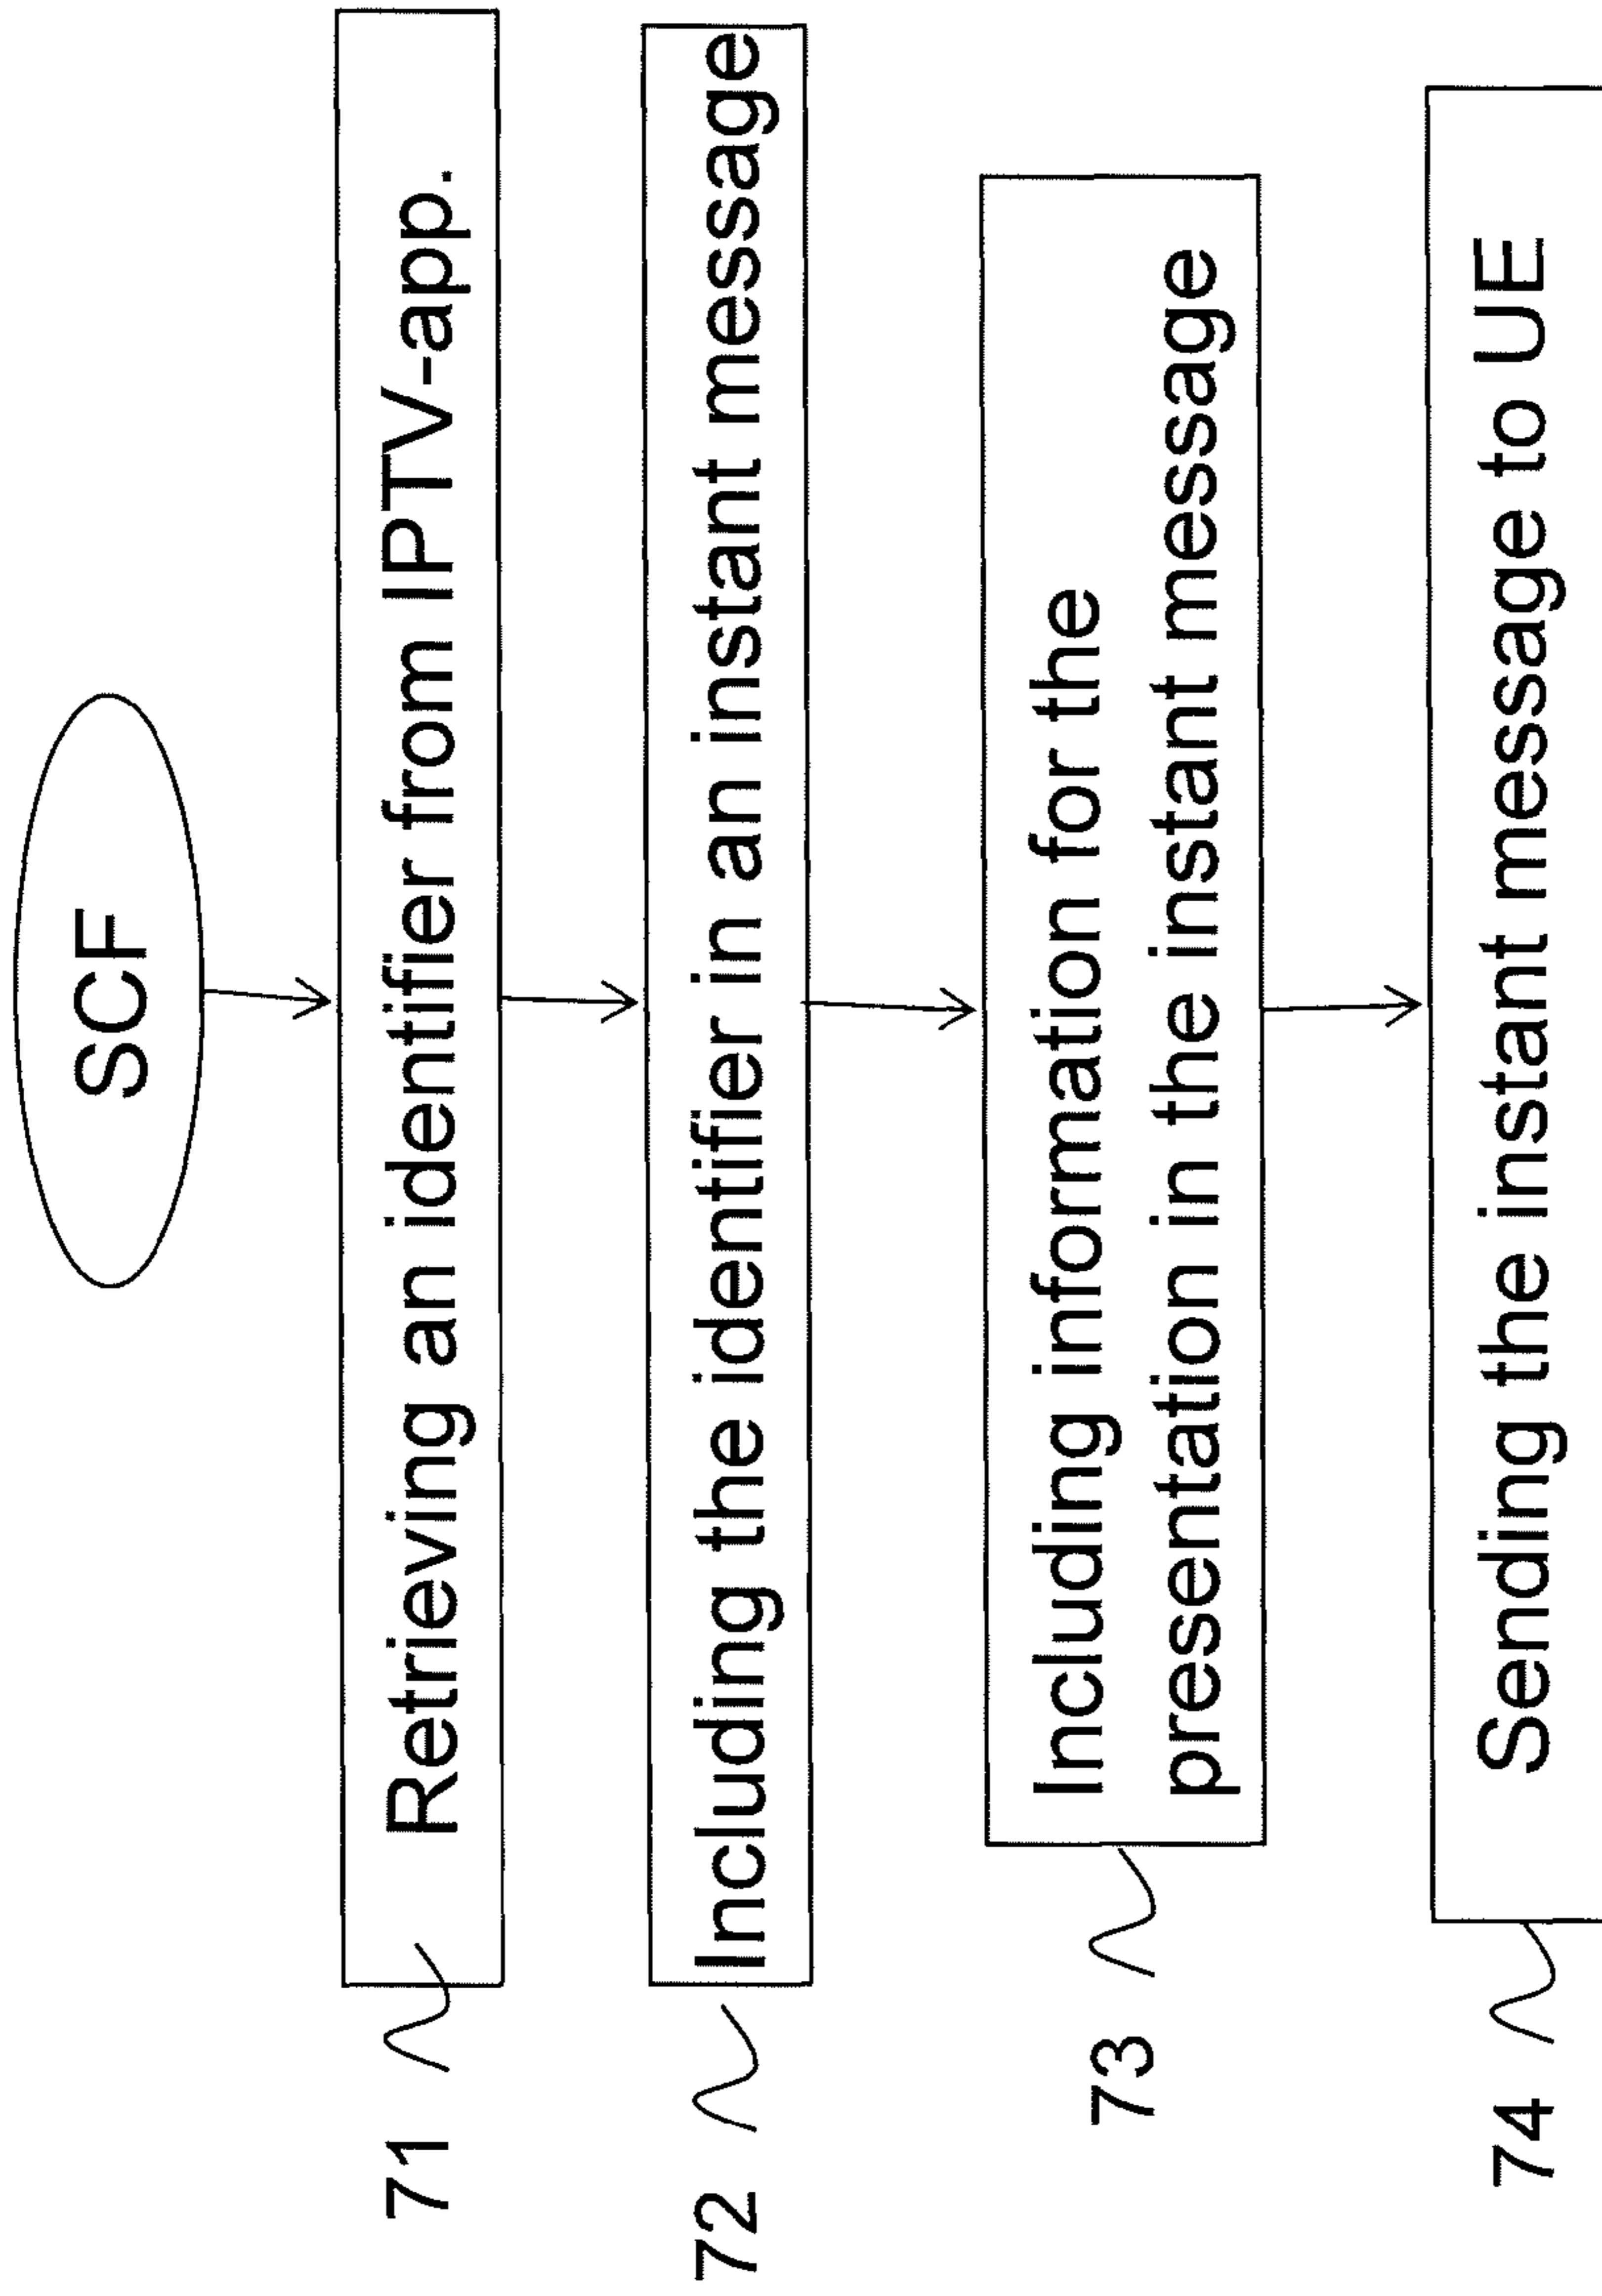 SCF
71
Retrieving an identifier from IPTV-app.
72
Including the identifier in an instant message
73
Including information for the
presentation in the instant message
74
Sending the instant message to UE